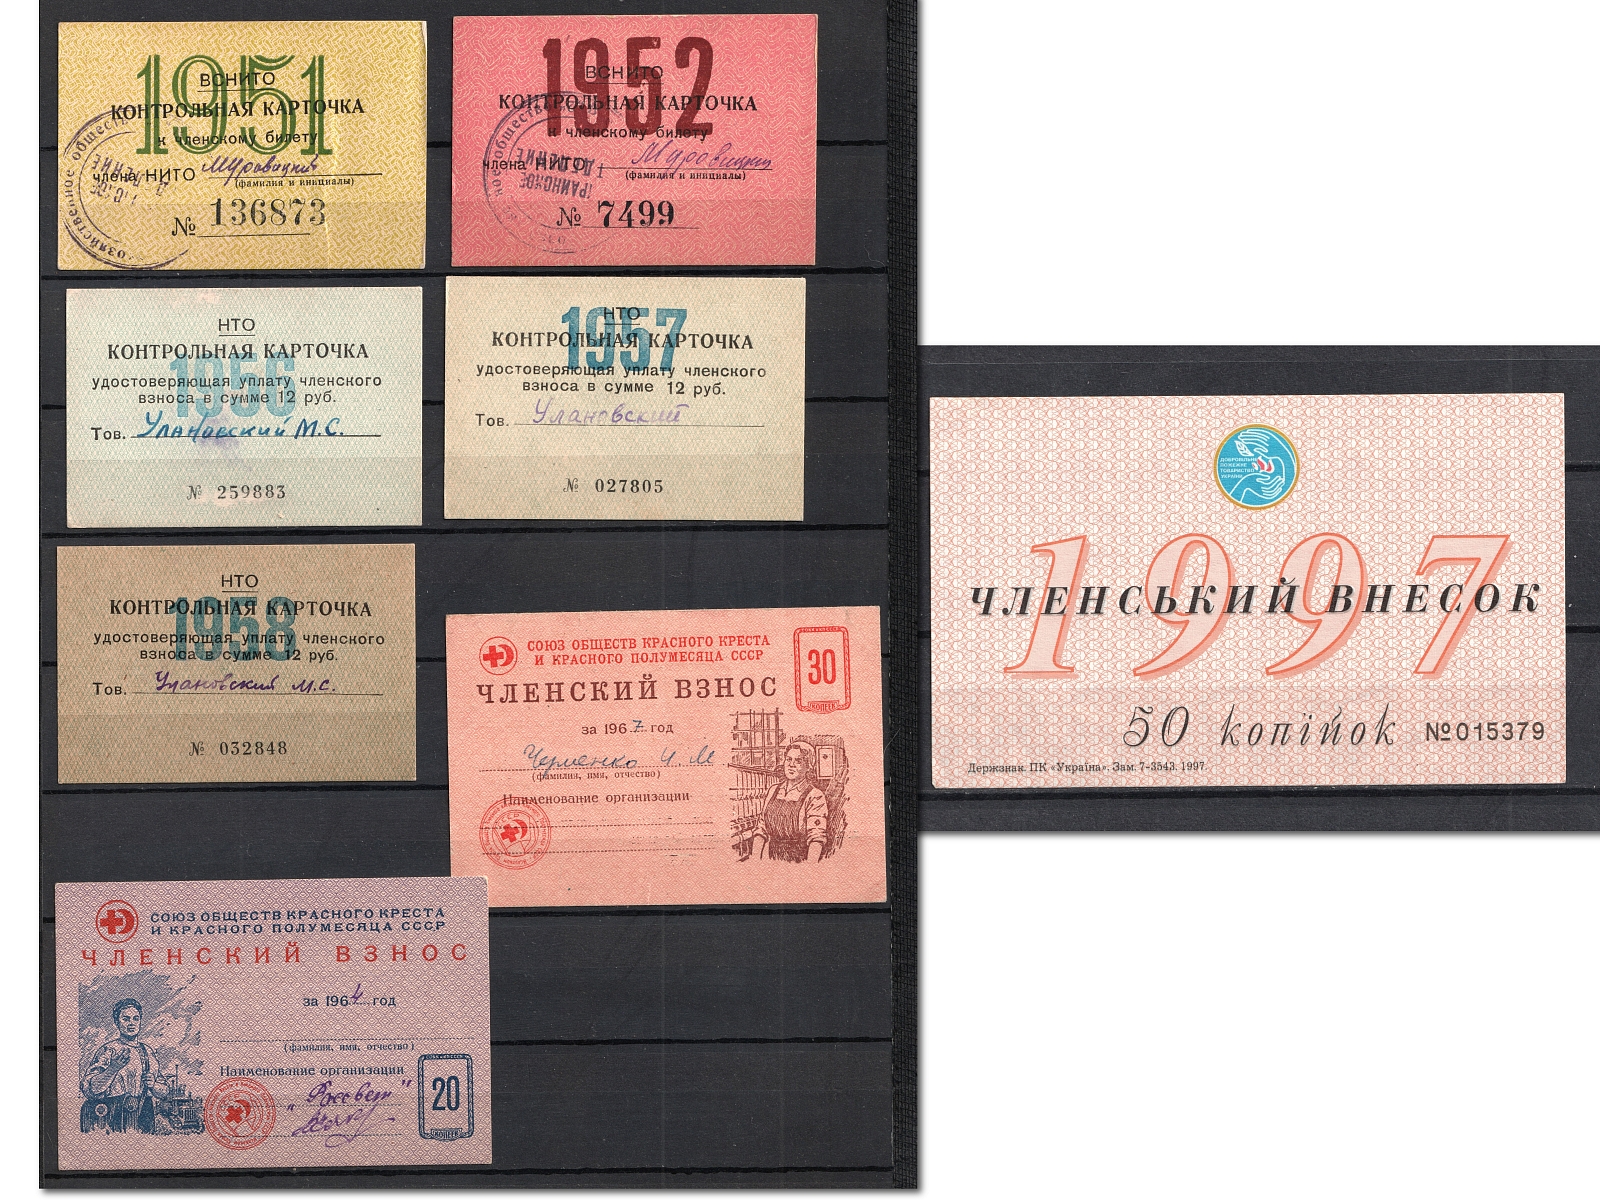 1951
ВСНИТО
КОНТРОЛЬНАЯ КАРТОЧКА
к членскому билету
члена НИТО Муровицкий
(фамилия и инициалы)
№ 136873
1952
ВСНИТО
КОНТРОЛЬНАЯ КАРТОЧКА
к членскому билету
члена НИТО Муровицкий
(фамилия и инициалы)
№ 7499
НТО
1956
КОНТРОЛЬНАЯ КАРТОЧКА
удостоверяющая уплату членского
взноса в сумме 12 руб.
Тов. Улановский М.С.
№ 259883
НТО
1957
КОНТРОЛЬНАЯ КАРТОЧКА
удостоверяющая уплату членского
взноса в сумме 12 руб.
Тов. Улановский
№ 027805
НТО
1958
КОНТРОЛЬНАЯ КАРТОЧКА
удостоверяющая уплату членского
взноса в сумме 12 руб.
Тов. Улановский М.С.
№ 032848
СОЮЗ ОБЩЕСТВ КРАСНОГО КРЕСТА
И КРАСНОГО ПОЛУМЕСЯЦА СССР
30
КОПЕЕК
ЧЛЕНСКИЙ ВЗНОС
за 1967 год
(фамилия, имя, отчество)
Наименование организации
СОЮЗ ОБЩЕСТВ КРАСНОГО КРЕСТА
И КРАСНОГО ПОЛУМЕСЯЦА СССР
ЧЛЕНСКИЙ ВЗНОС
за 1964 год
(фамилия, имя, отчество)
Наименование организации
20
КОПЕЕК
ДОБРОВІЛЬНЕ
ПОЖЕЖНЕ
ТОВАРИСТВО
УКРАЇНИ
1997
ЧЛЕНСЬКИЙ ВНЕСОК
50 копійок №015379
Держзнак. ПК «Україна». Зам. 7-3543. 1997.